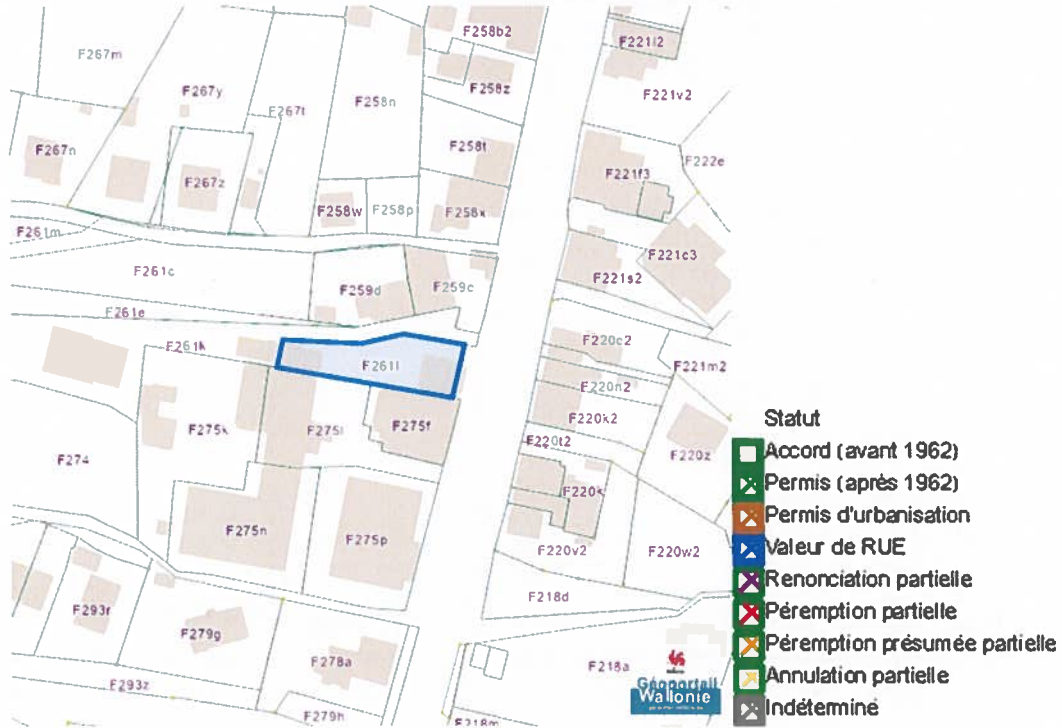 F258b2
F221l2
F267m
F267y
F258n
F258z
F221v2
F267t
F267n
F258t
F222e
F267z
F221f3
F258w
F258p
F258x
F261m
F221c3
F261c
F221s2
F259d
F259c
F261e
F220c2
F261k
F261l
F221m2
F220n2
F275k
F275l
F275f
F220k2
F220t2
F220z
F274
F220k
F275n
F275p
F220v2
F220w2
F218d
F293r
F279g
F278a
F218a
F293z
F279h
F218m
Géoportail
Wallonie
Statut
Accord (avant 1962)
Permis (après 1962)
Permis d'urbanisation
Valeur de RUE
Renonciation partielle
Péremption partielle
Péremption présumée partielle
Annulation partielle
Indéterminé